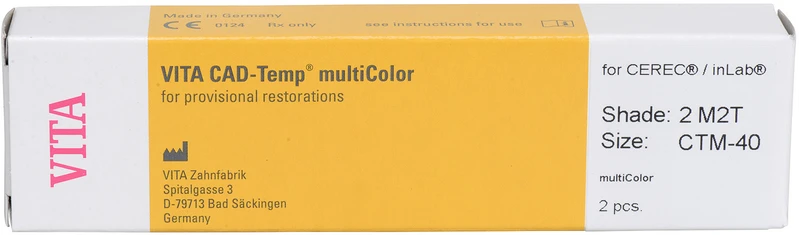 VITA
Made in Germany
CE 0124 Rx only see instructions for use
VITA CAD-Temp® multiColor
for provisional restorations
VITA Zahnfabrik
Spitalgasse 3
D-79713 Bad Säckingen
Germany
for CEREC® / inLab®
Shade: 2 M2T
Size: CTM-40
multiColor
2 pcs.